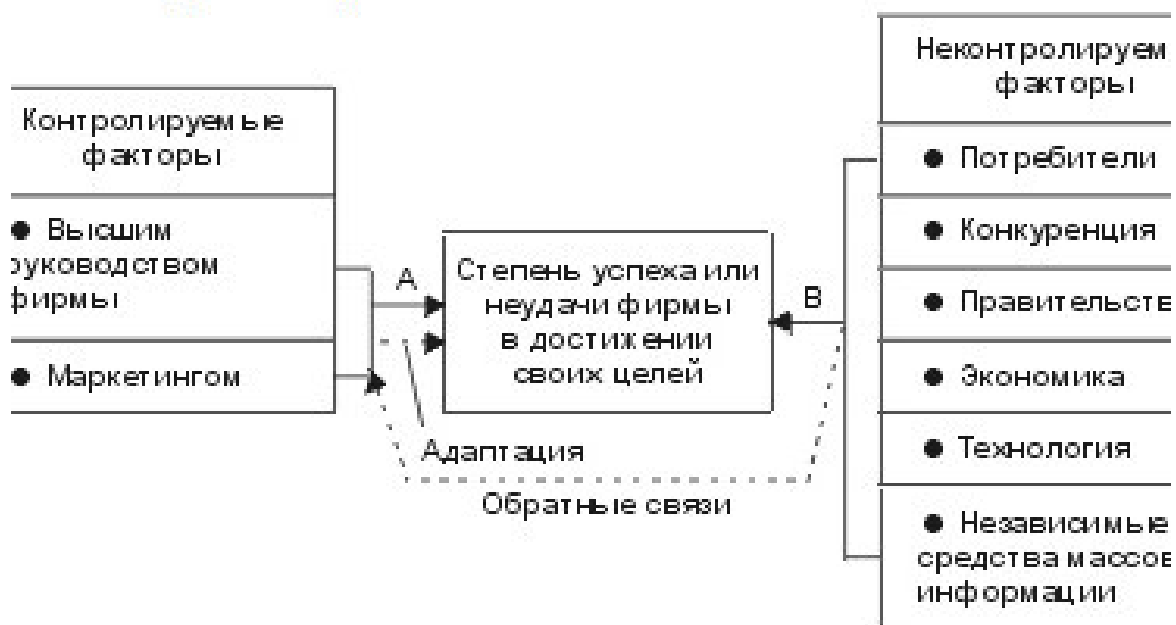 Контролируемые
факторы
● Высшим
руководством
фирмы
● Маркетингом
А
Степень успеха или
неудачи фирмы
в достижении
своих целей
В
Адаптация
Обратные связи
Неконтролируем
факторы
● Потребители
● Конкуренция
● Правительств
● Экономика
● Технология
● Независимые
средства массов
информации